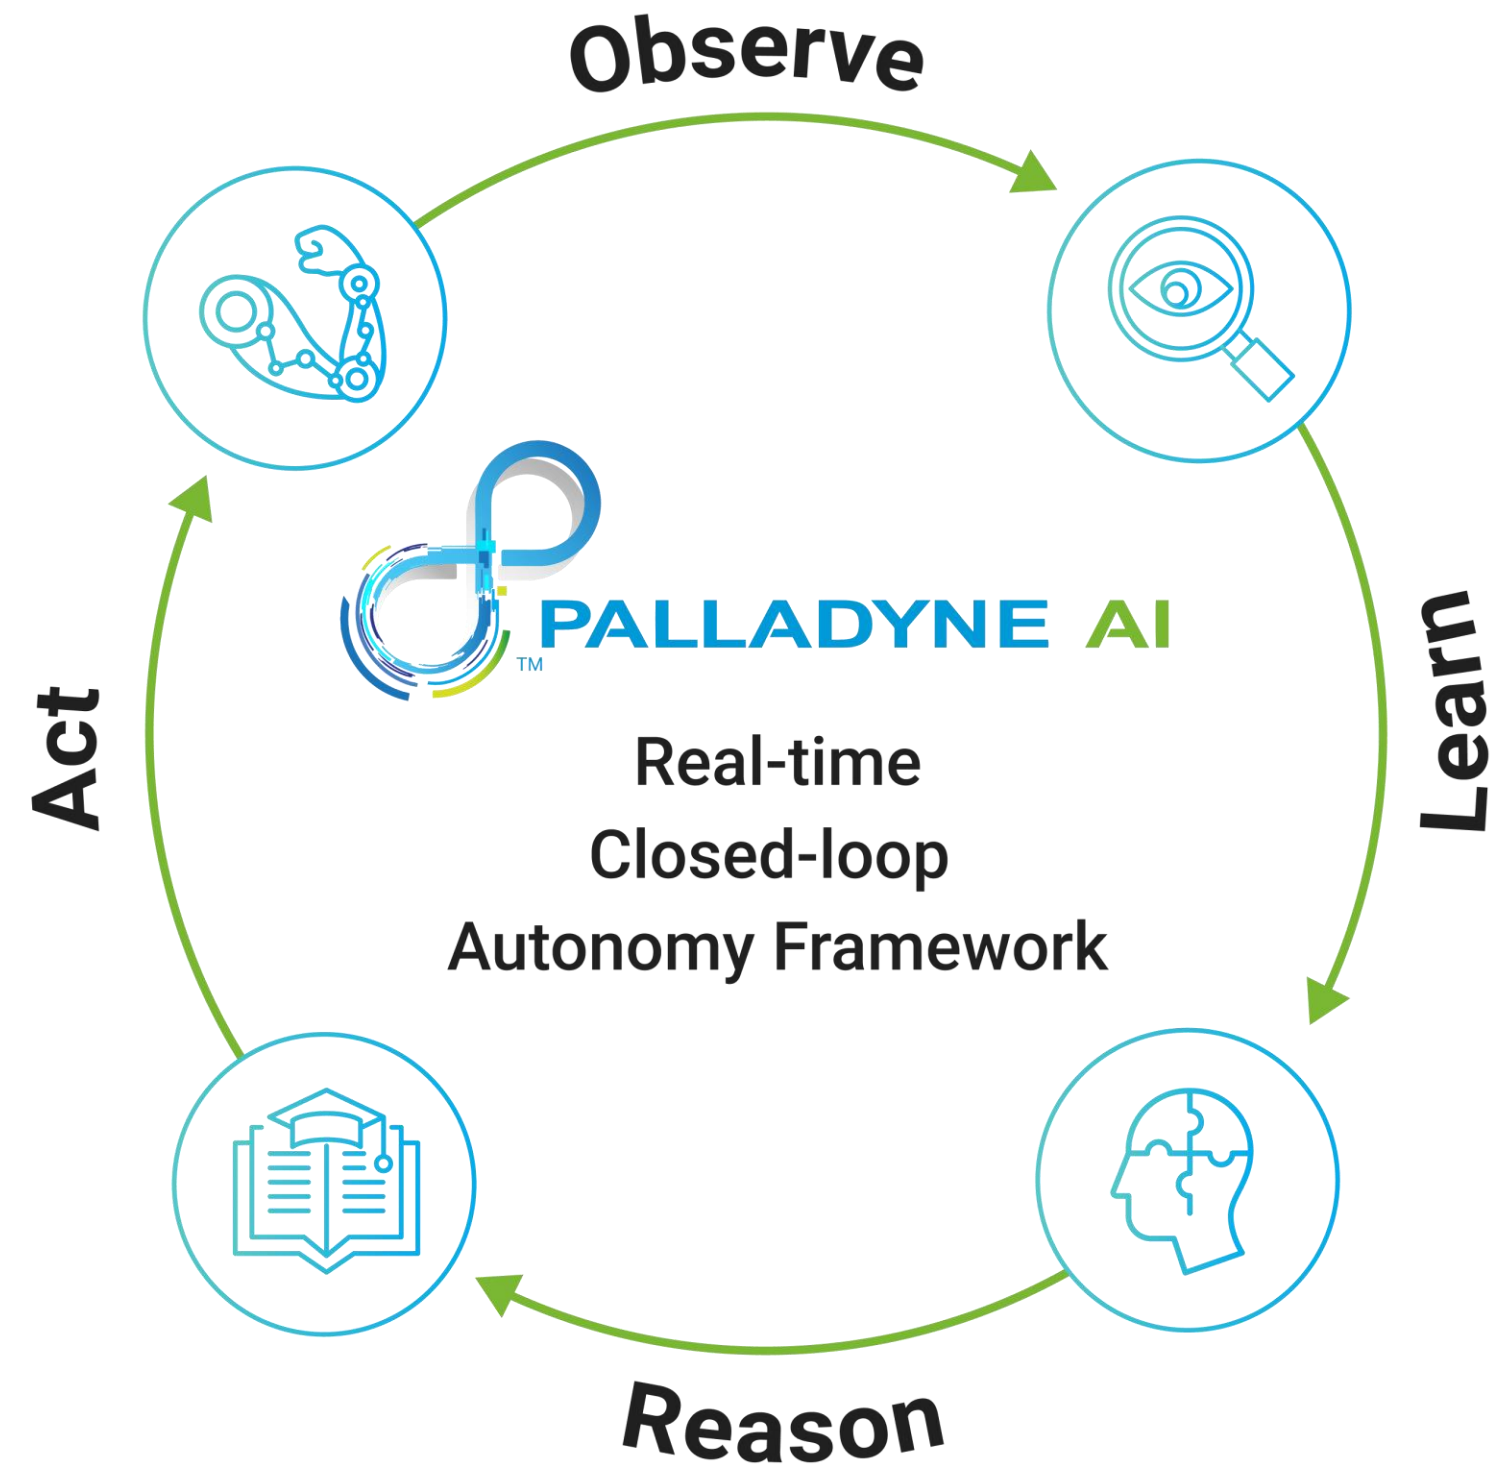 Observe
PALLADYNE AI
TM
Real-time
Closed-loop
Autonomy Framework
Act
Learn
Reason